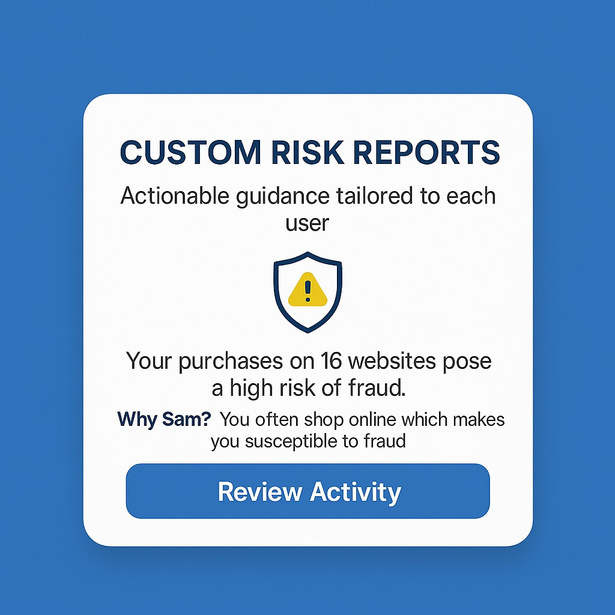 CUSTOM RISK REPORTS
Actionable guidance tailored to each
user
!
Your purchases on 16 websites pose
a high risk of fraud.
Why Sam? You often shop online which makes
you susceptible to fraud
Review Activity